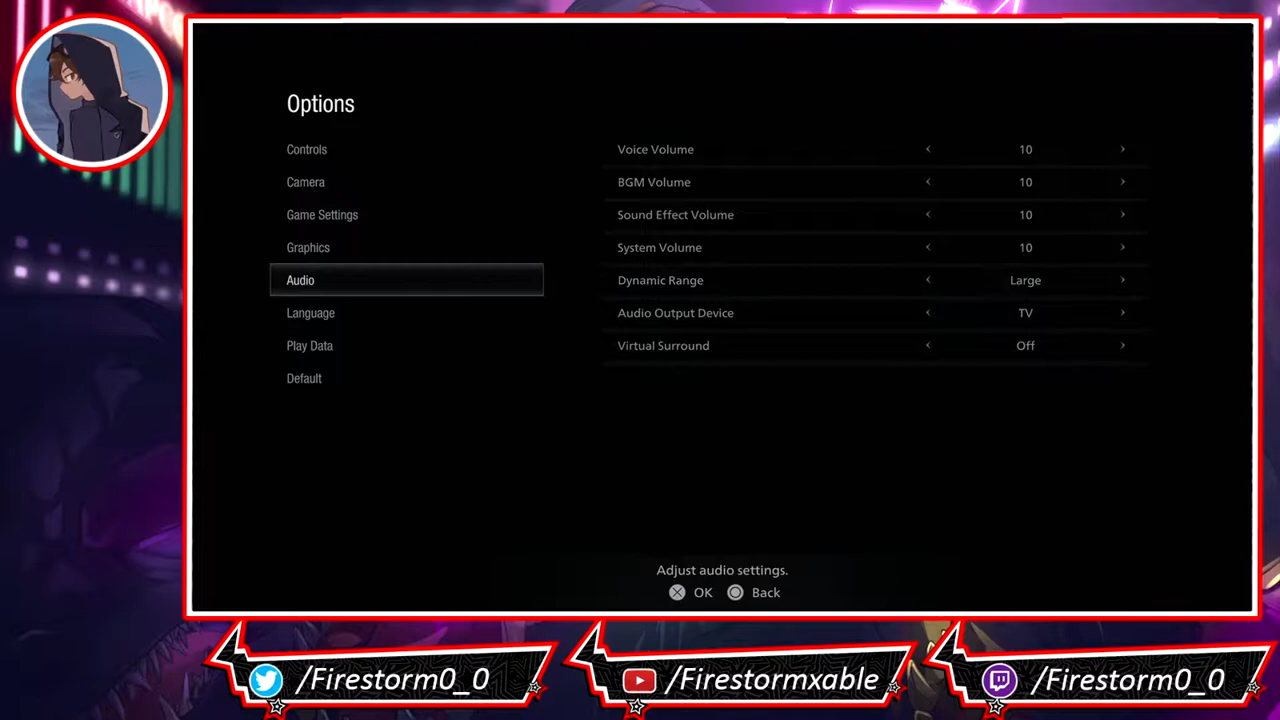 Options
Controls
Camera
Game Settings
Graphics
Audio
Language
Play Data
Default
Voice Volume 10
BGM Volume 10
Sound Effect Volume 10
System Volume 10
Dynamic Range Large
Audio Output Device TV
Virtual Surround Off
Adjust audio settings.
OK Back
/Firestorm0_0 /Firestormxable /Firestorm0_0